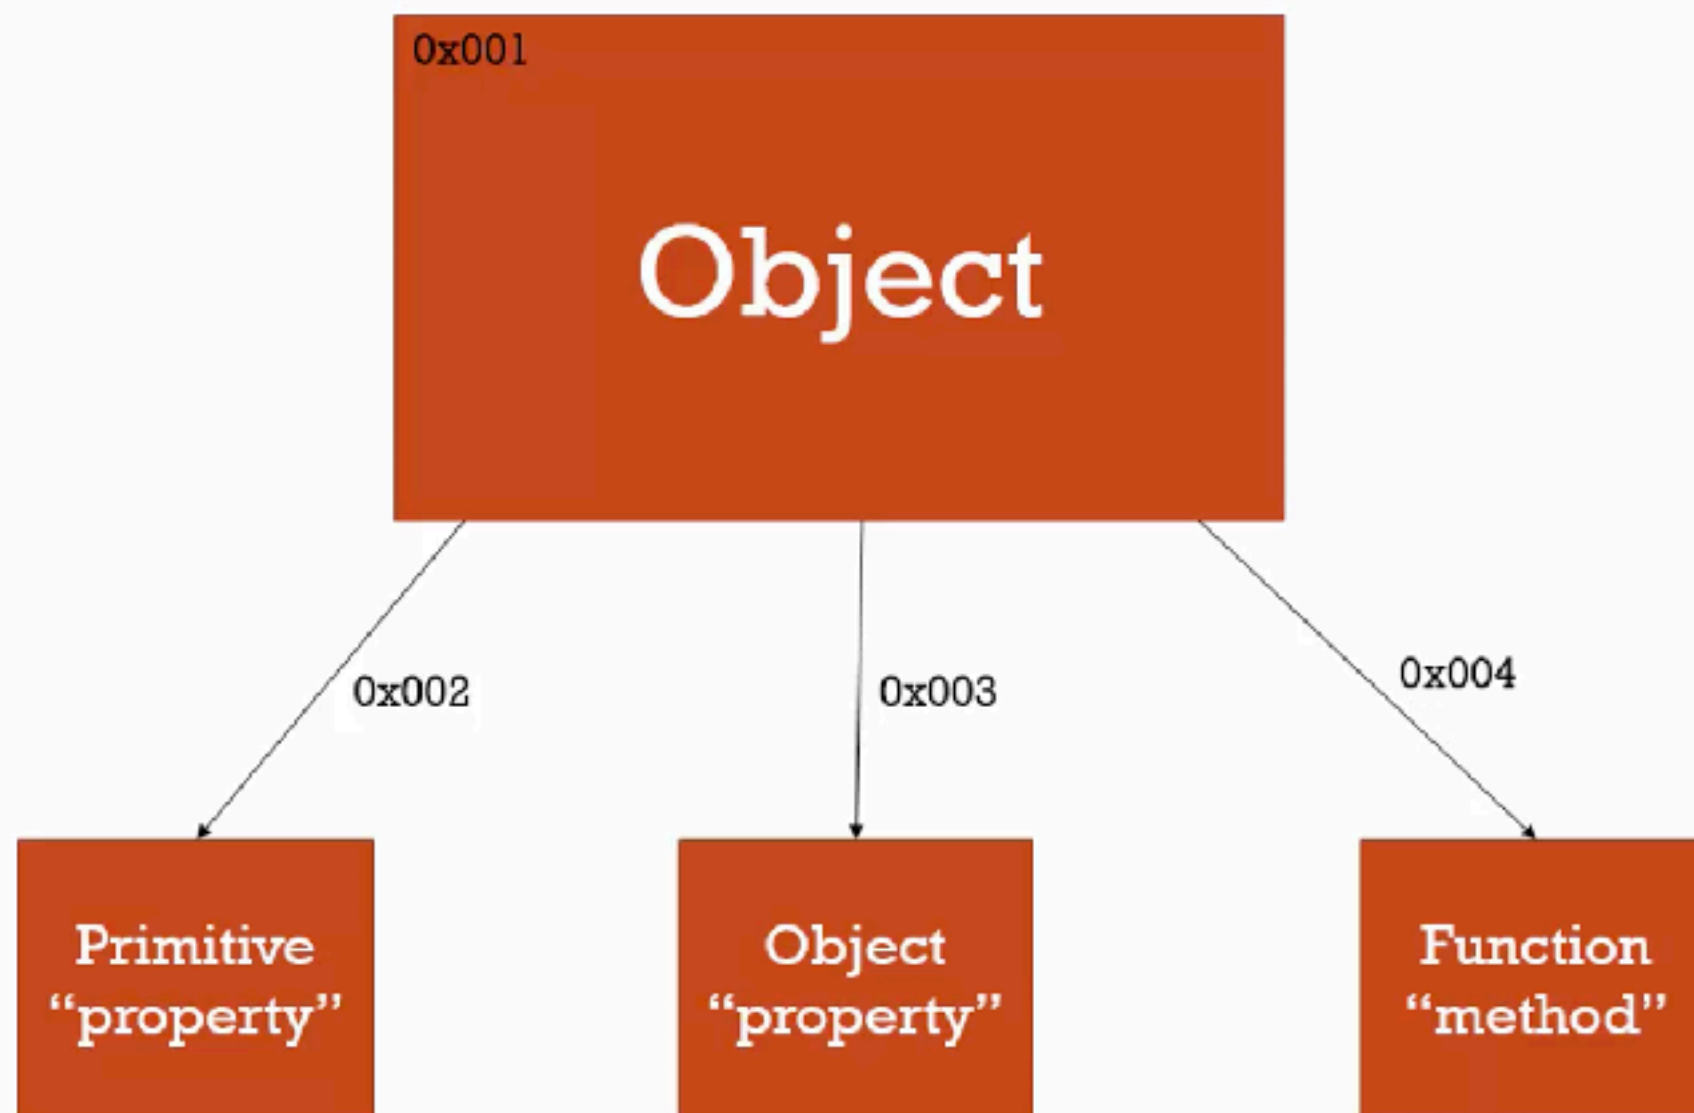 0x001
Object
0x002
0x003
0x004
Primitive
“property”
Object
“property”
Function
“method”